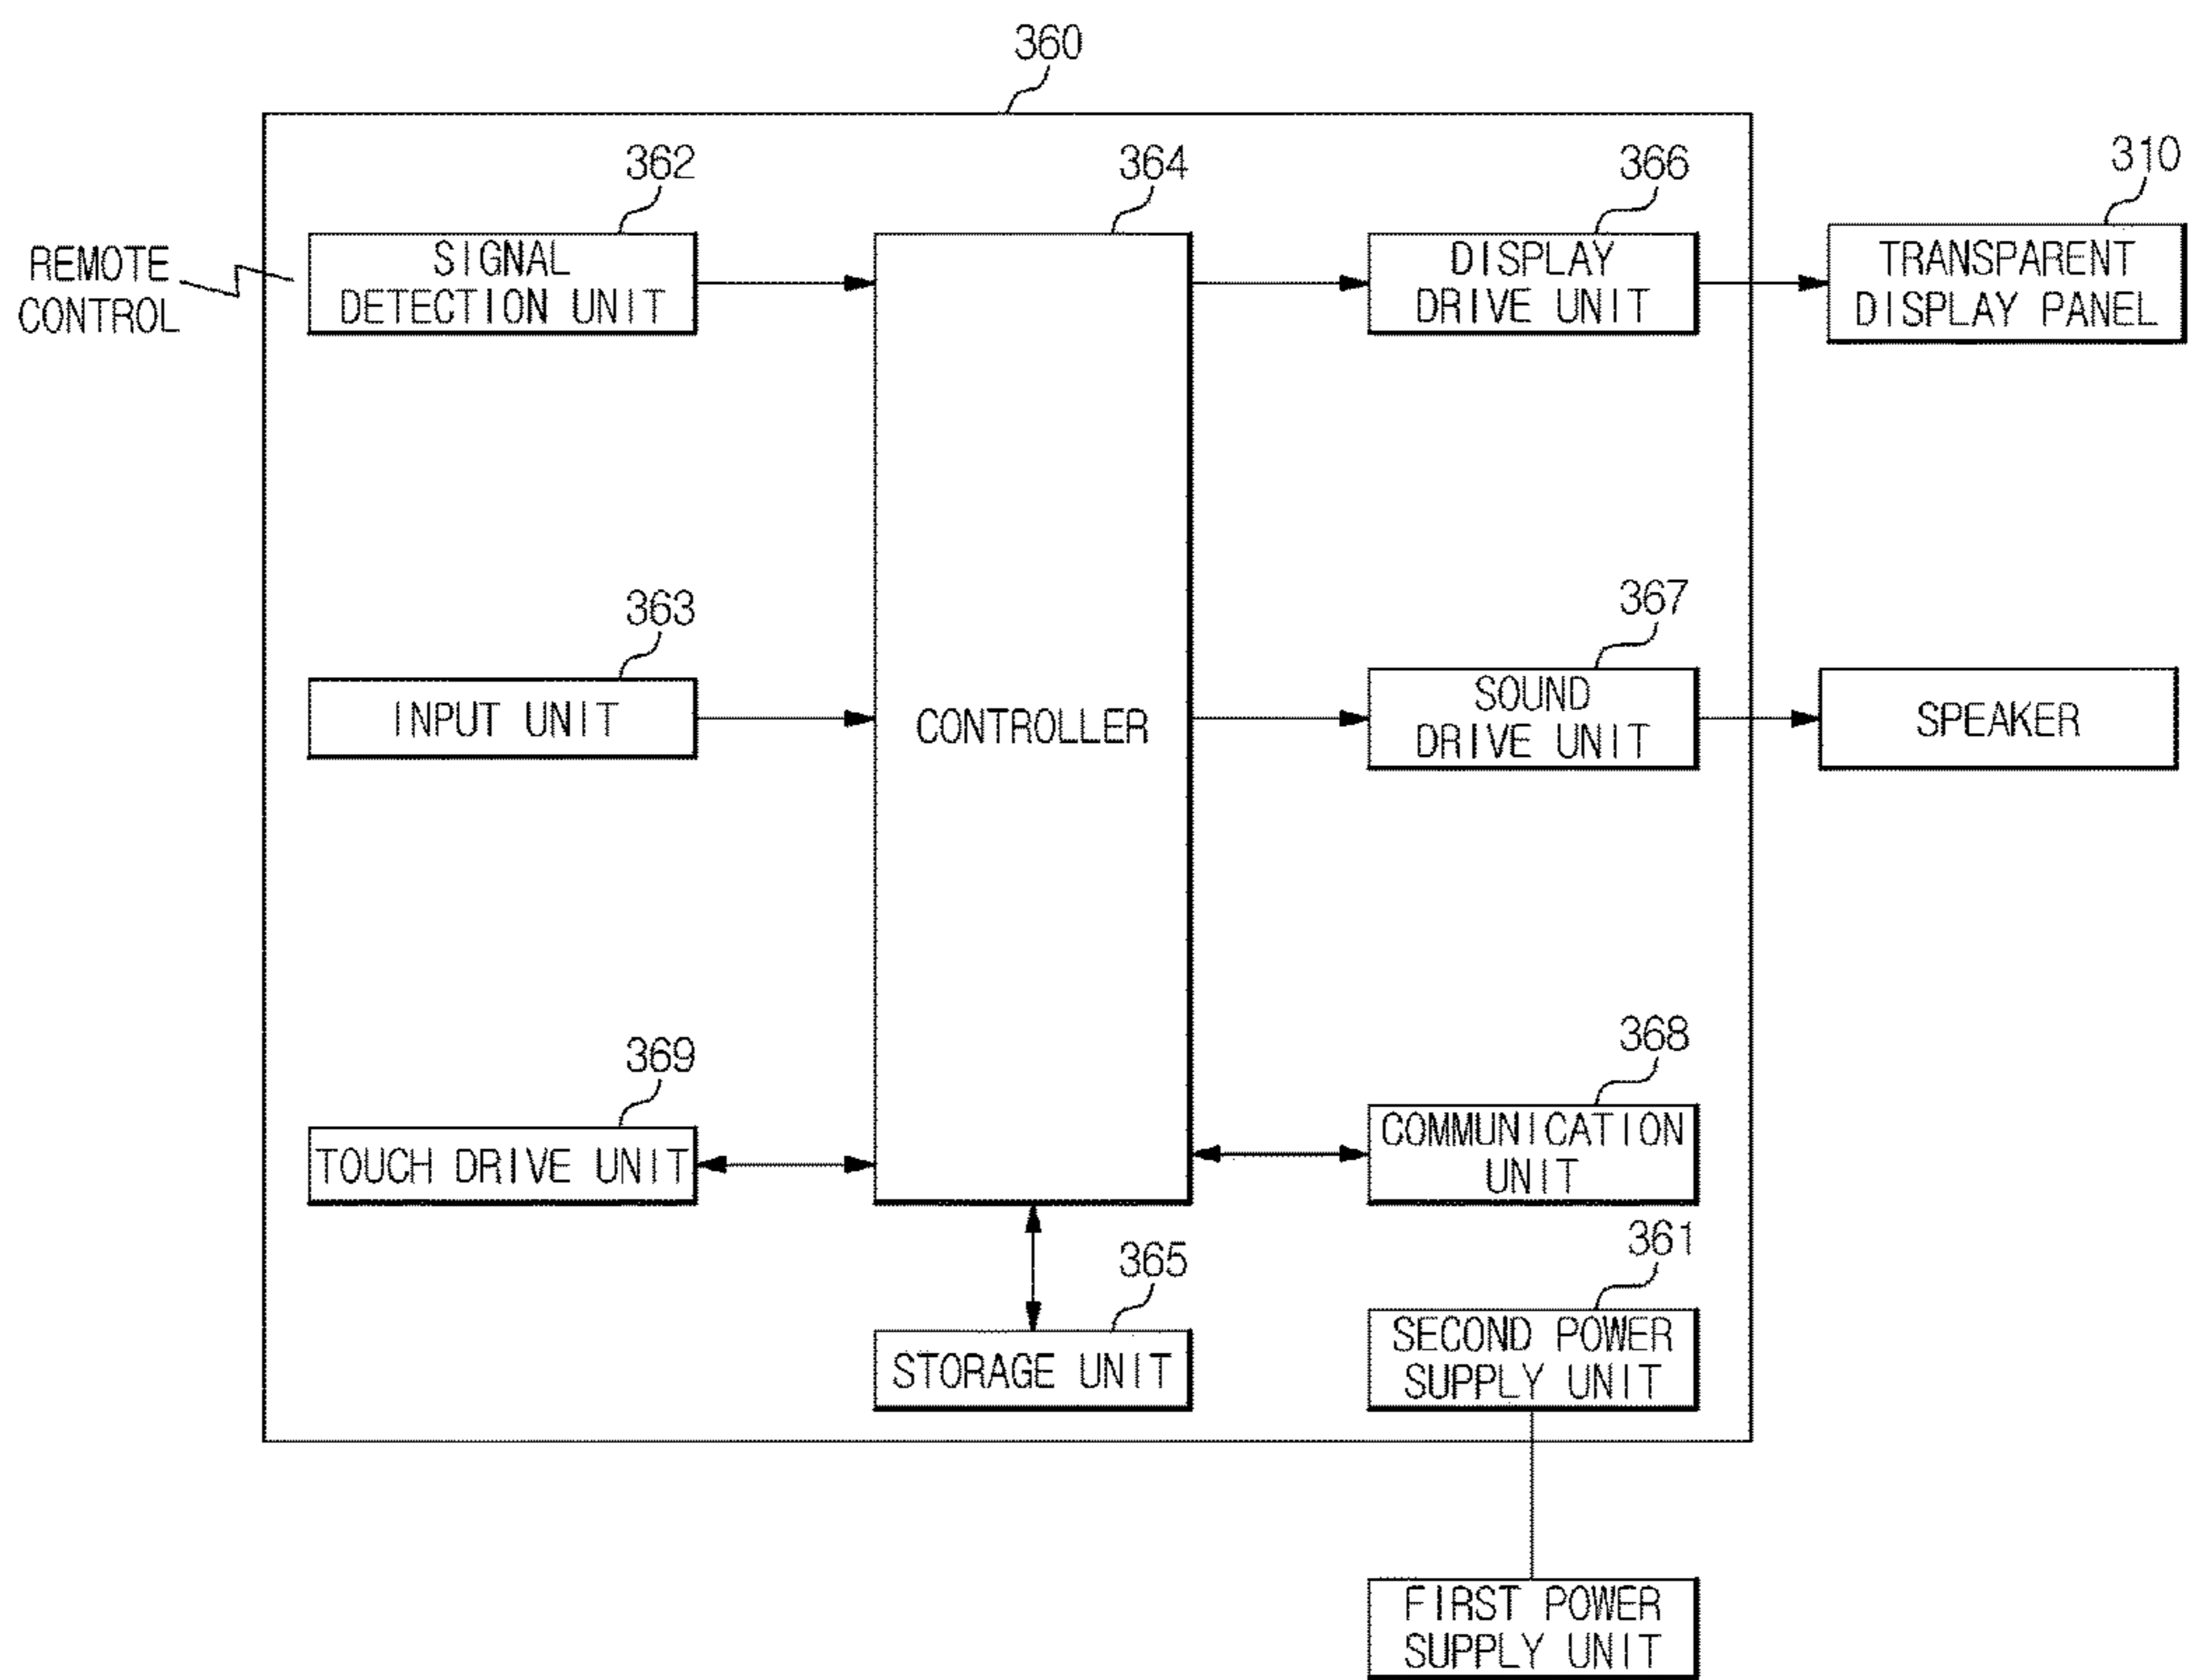 360
362
364
366
310
REMOTE
CONTROL
SIGNAL
DETECTION UNIT
DISPLAY
DRIVE UNIT
TRANSPARENT
DISPLAY PANEL
363
367
INPUT UNIT
CONTROLLER
SOUND
DRIVE UNIT
SPEAKER
369
368
TOUCH DRIVE UNIT
COMMUNICATION
UNIT
365
361
STORAGE UNIT
SECOND POWER
SUPPLY UNIT
FIRST POWER
SUPPLY UNIT